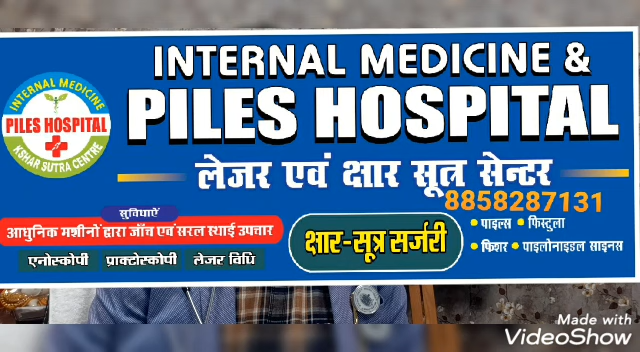 INTERNAL MEDICINE &
PILES HOSPITAL
INTERNAL MEDICINE
PILES HOSPITAL
KSHAR SUTRA CENTRE
लेजर एवं क्षार सूत्र सेन्टर
8858287131
सुविधाऐं
आधुनिक मशीनों द्वारा जाँच एवं सरल स्थाई उपचार
एनोस्कोपी प्राक्टोस्कोपी लेजर विधि
क्षार-सूत्र सर्जरी
• पाइल्स • फिस्टुला
• फिशर • पाइलोनाइडल साइनस
Made with
VideoShow